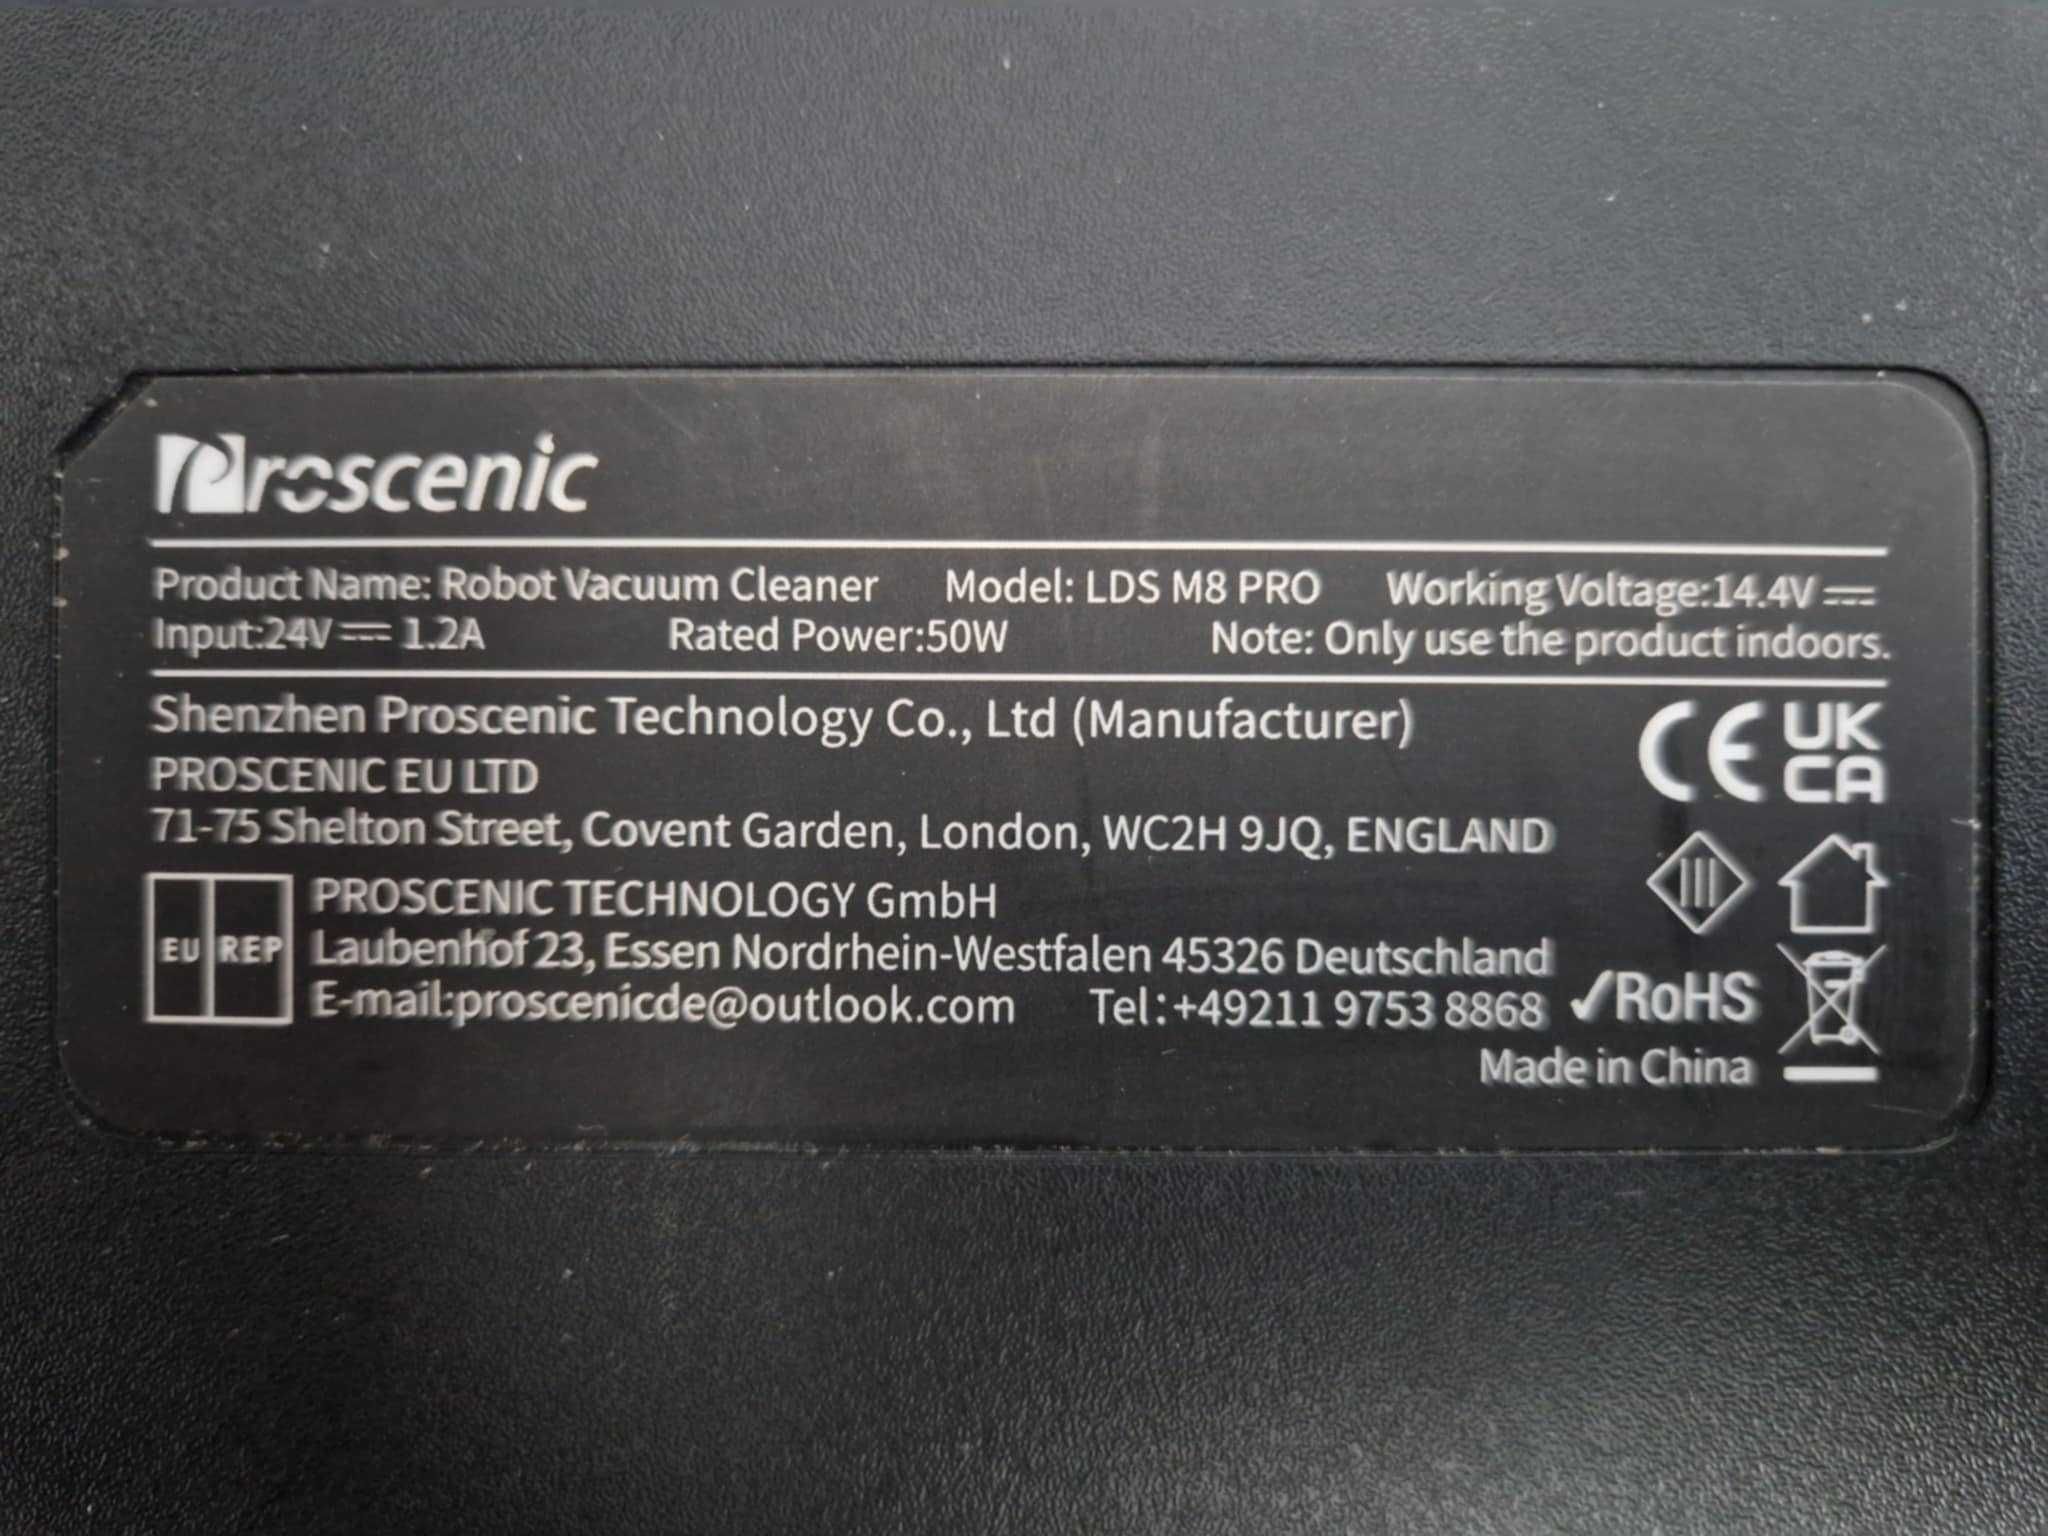 Proscenic
Product Name: Robot Vacuum Cleaner Model: LDS M8 PRO Working Voltage:14.4V ⎓
Input:24V ⎓ 1.2A Rated Power:50W Note: Only use the product indoors.
Shenzhen Proscenic Technology Co., Ltd (Manufacturer)
PROSCENIC EU LTD
71-75 Shelton Street, Covent Garden, London, WC2H 9JQ, ENGLAND
CE UK CA
III
EU REP
PROSCENIC TECHNOLOGY GmbH
Laubenhof 23, Essen Nordrhein-Westfalen 45326 Deutschland
E-mail:proscenicde@outlook.com Tel:+49211 9753 8868
✓RoHS
Made in China